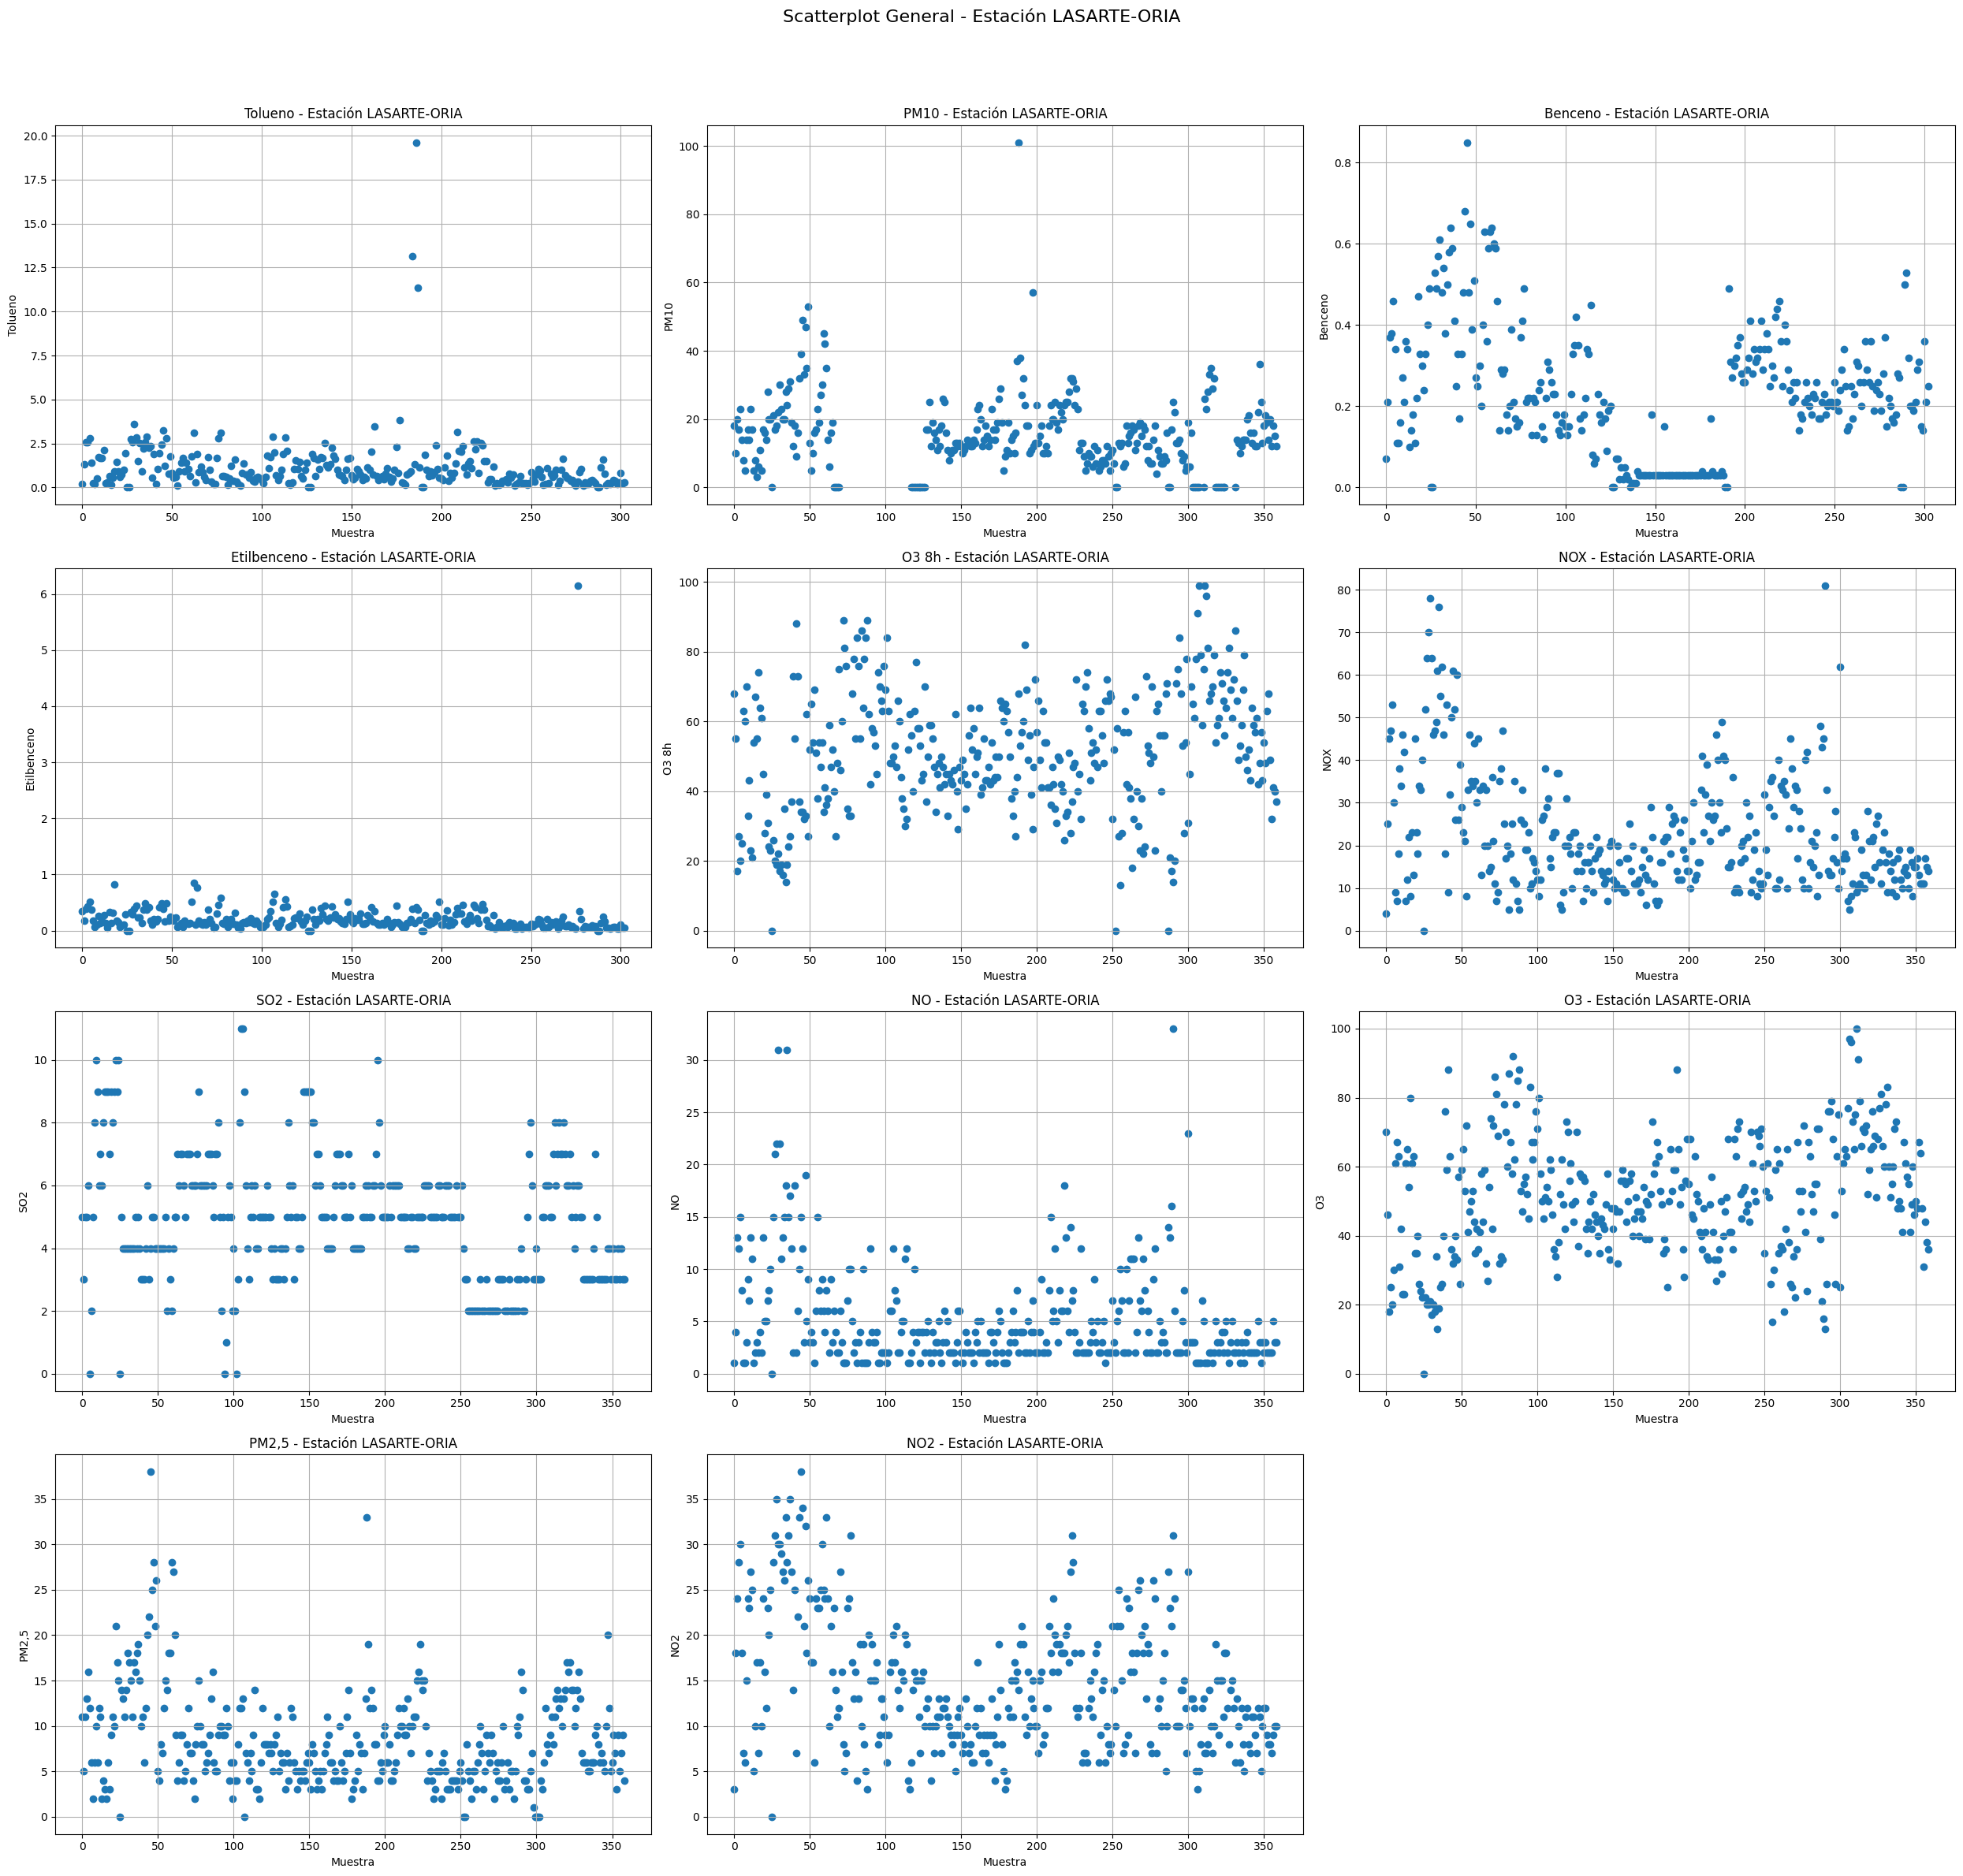 Scatterplot General - Estación LASARTE-ORIA
Tolueno - Estación LASARTE-ORIA
20.0
17.5
15.0
12.5
10.0
7.5
5.0
2.5
0.0
Tolueno
0 50 100 150 200 250 300
Muestra
PM10 - Estación LASARTE-ORIA
100
80
60
40
20
0
PM10
0 50 100 150 200 250 300 350
Muestra
Benceno - Estación LASARTE-ORIA
0.8
0.6
0.4
0.2
0.0
Benceno
0 50 100 150 200 250 300
Muestra
Etilbenceno - Estación LASARTE-ORIA
6
5
4
3
2
1
0
Etilbenceno
0 50 100 150 200 250 300
Muestra
O3 8h - Estación LASARTE-ORIA
100
80
60
40
20
0
O3 8h
0 50 100 150 200 250 300 350
Muestra
NOX - Estación LASARTE-ORIA
80
70
60
50
40
30
20
10
0
NOX
0 50 100 150 200 250 300 350
Muestra
SO2 - Estación LASARTE-ORIA
10
8
6
4
2
0
SO2
0 50 100 150 200 250 300 350
Muestra
NO - Estación LASARTE-ORIA
30
25
20
15
10
5
0
NO
0 50 100 150 200 250 300 350
Muestra
O3 - Estación LASARTE-ORIA
100
80
60
40
20
0
O3
0 50 100 150 200 250 300 350
Muestra
PM2,5 - Estación LASARTE-ORIA
35
30
25
20
15
10
5
0
PM2,5
0 50 100 150 200 250 300 350
Muestra
NO2 - Estación LASARTE-ORIA
35
30
25
20
15
10
5
0
NO2
0 50 100 150 200 250 300 350
Muestra